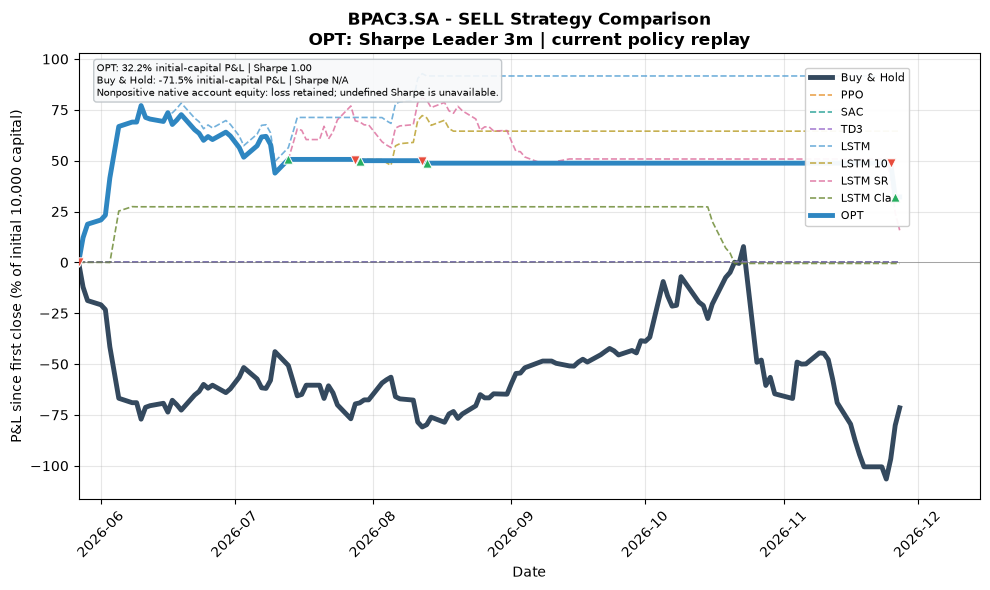 BPAC3.SA - SELL Strategy Comparison
OPT: Sharpe Leader 3m | current policy replay
OPT: 32.2% initial-capital P&L | Sharpe 1.00
Buy & Hold: -71.5% initial-capital P&L | Sharpe N/A
Nonpositive native account equity: loss retained; undefined Sharpe is unavailable.
Buy & Hold
PPO
SAC
TD3
LSTM
LSTM 10
LSTM SR
LSTM Cla
OPT
P&L since first close (% of initial 10,000 capital)
100
75
50
25
0
−25
−50
−75
−100
2026-06
2026-07
2026-08
2026-09
2026-10
2026-11
2026-12
Date